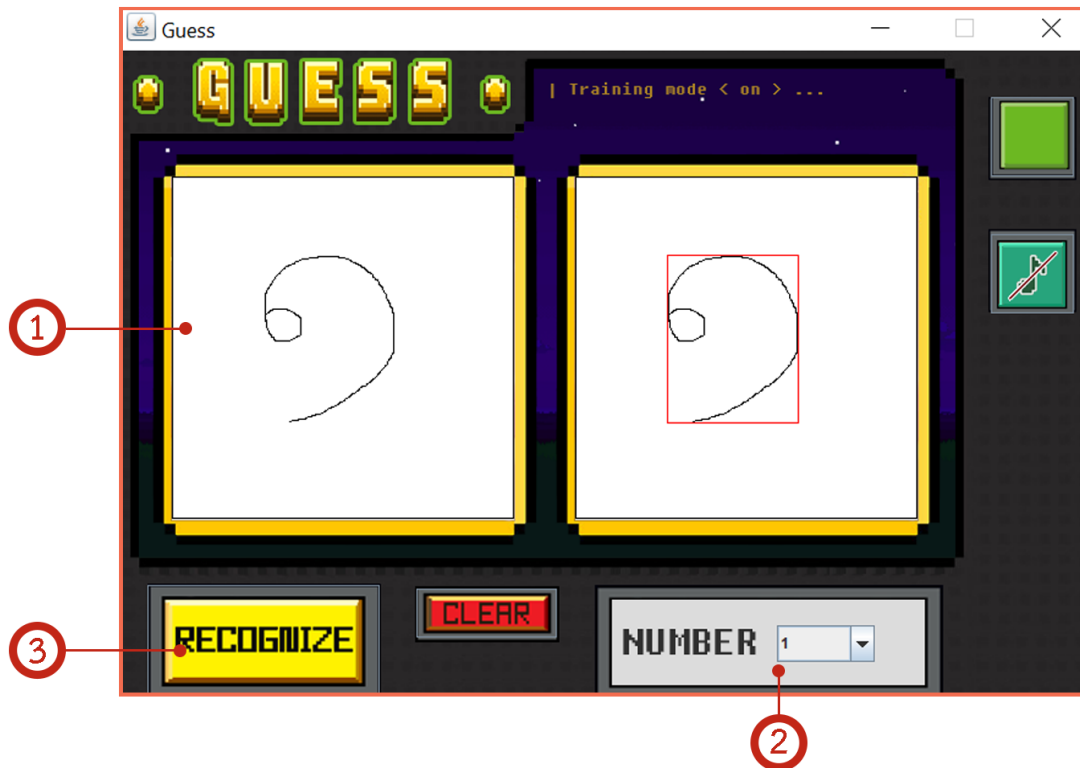 Guess
GUESS
| Training mode < on > ...
1
RECOGNIZE
3
CLEAR
NUMBER 1
2